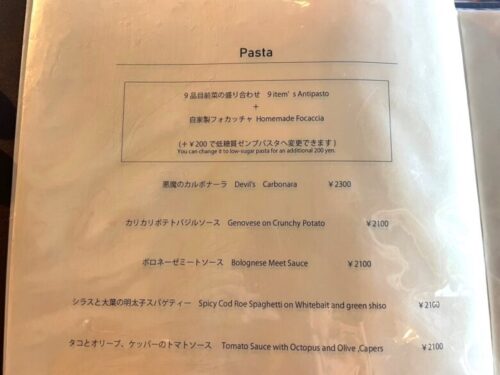 Pasta
9品目前菜の盛り合わせ 9 item's Antipasto
+
自家製フォカッチャ Homemade Focaccia
(+￥200で低糖質ゼンブパスタへ変更できます)
You can change it to low-sugar pasta for an additional 200 yen.
悪魔のカルボナーラ Devil's Carbonara ￥2300
カリカリポテトバジルソース Genovese on Crunchy Potato ￥2100
ボロネーゼミートソース Bolognese Meet Sauce ￥2100
シラスと大葉の明太子スパゲティー Spicy Cod Roe Spaghetti on Whitebait and green shiso ￥2100
タコとオリーブ、ケッパーのトマトソース Tomato Sauce with Octopus and Olive ,Capers ￥2100